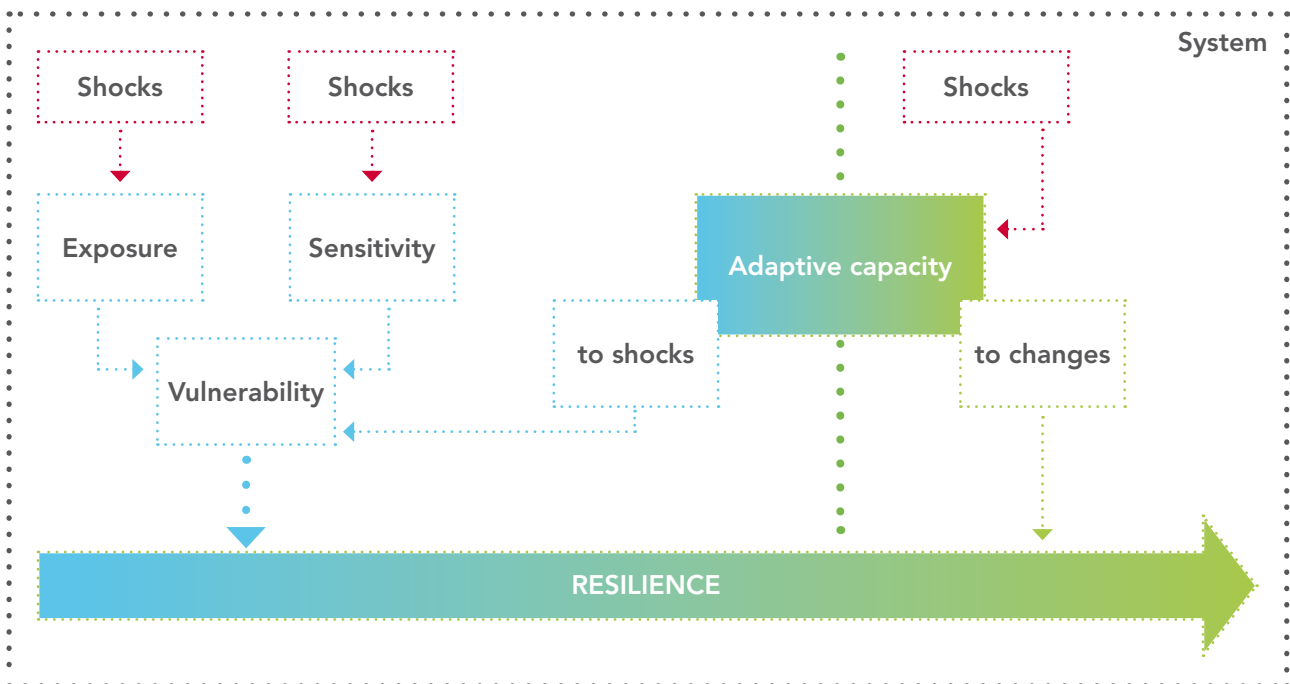 System
Shocks
Shocks
Shocks
Exposure
Sensitivity
Adaptive capacity
to shocks
to changes
Vulnerability
RESILIENCE